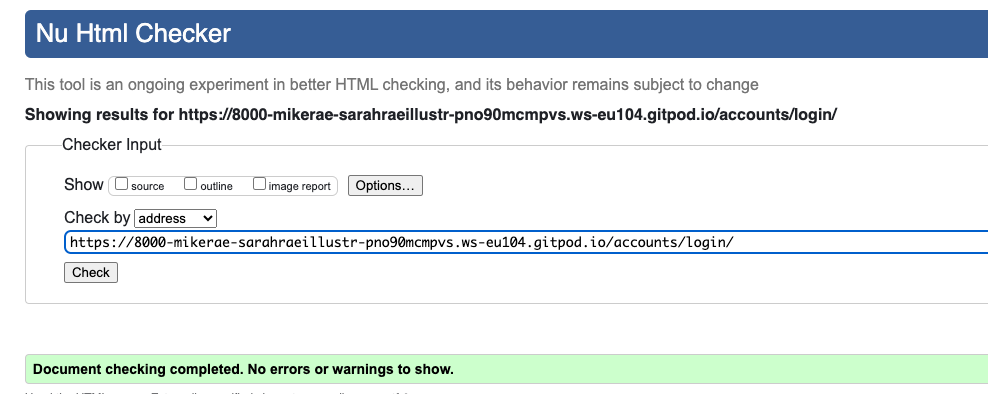 Nu Html Checker
This tool is an ongoing experiment in better HTML checking, and its behavior remains subject to change
Showing results for https://8000-mikerae-sarahraeillustr-pno90mcmpvs.ws-eu104.gitpod.io/accounts/login/
Checker Input
Show source outline image report Options...
Check by address
https://8000-mikerae-sarahraeillustr-pno90mcmpvs.ws-eu104.gitpod.io/accounts/login/
Check
Document checking completed. No errors or warnings to show.